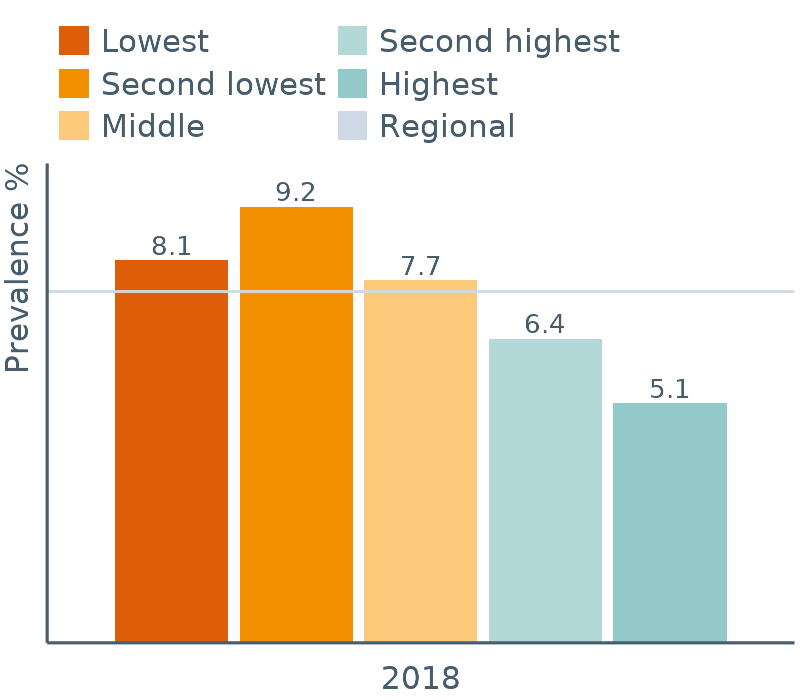 Lowest
Second lowest
Middle
Second highest
Highest
Regional
Prevalence %
8.1
9.2
7.7
6.4
5.1
2018